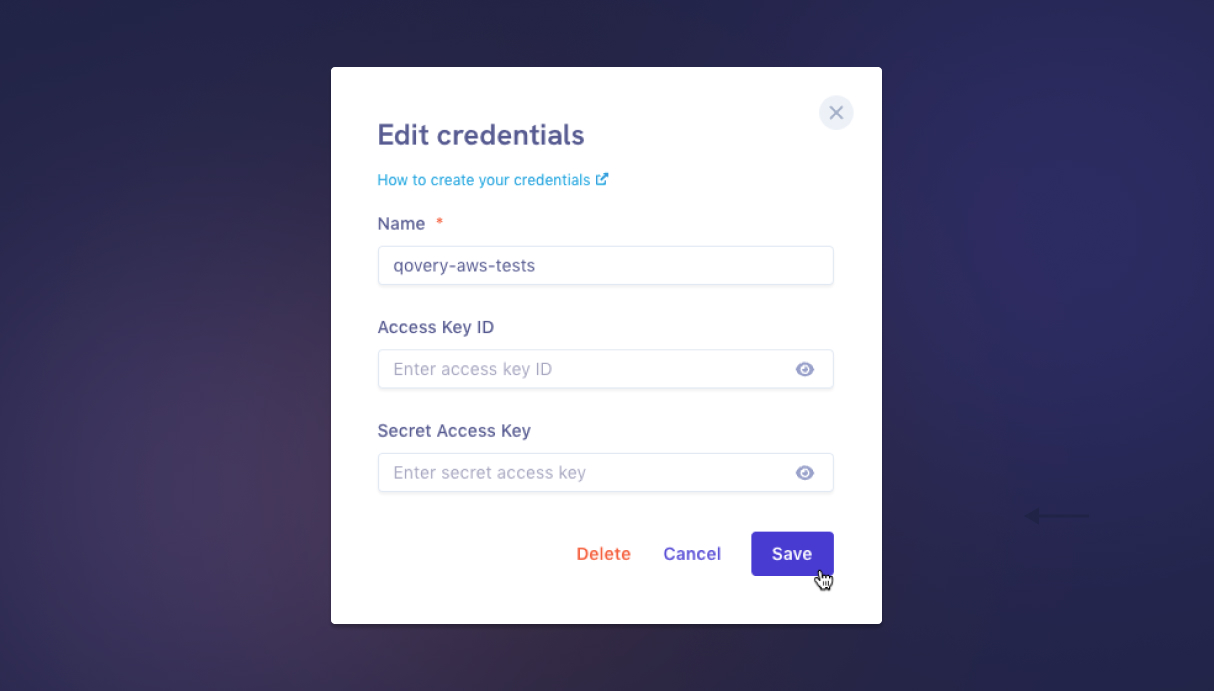 Edit credentials
How to create your credentials
Name *
qovery-aws-tests
Access Key ID
Enter access key ID
Secret Access Key
Enter secret access key
Delete Cancel Save